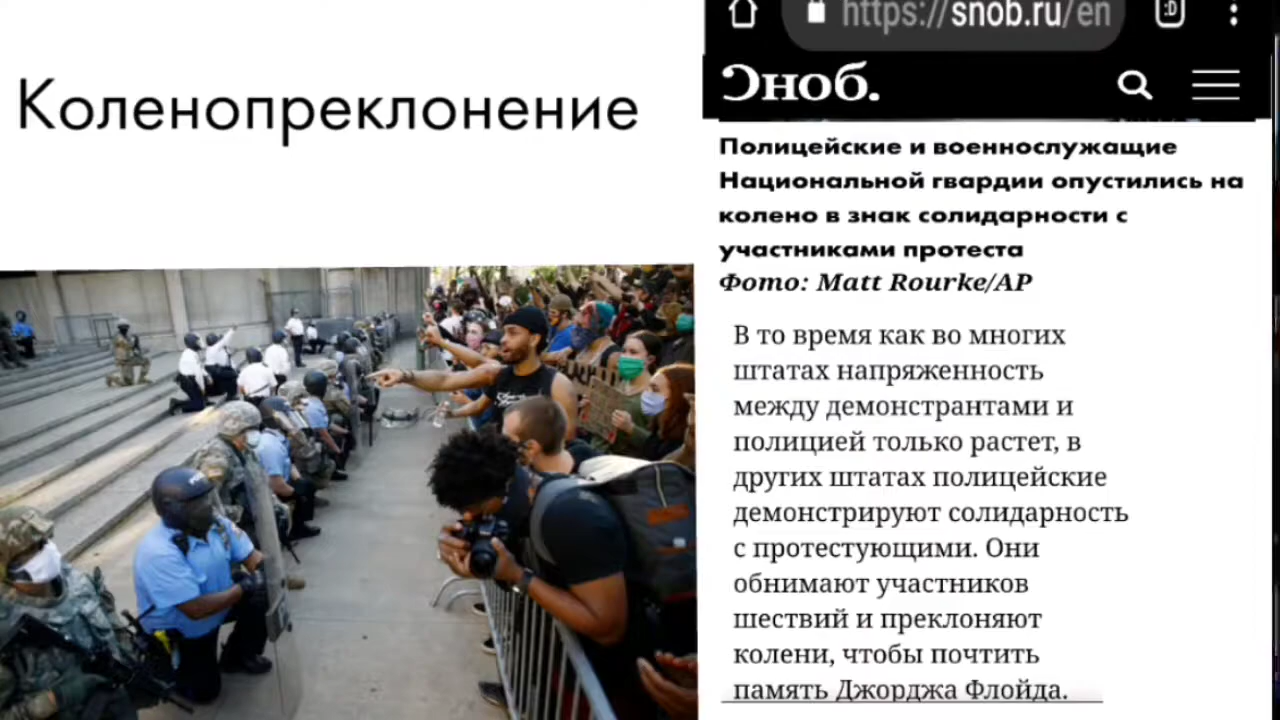 Коленопреклонение
https://snob.ru/en
:D
Сноб.
Полицейские и военнослужащие
Национальной гвардии опустились на
колено в знак солидарности с
участниками протеста
Фото: Matt Rourke/AP
В то время как во многих
штатах напряженность
между демонстрантами и
полицией только растет, в
других штатах полицейские
демонстрируют солидарность
с протестующими. Они
обнимают участников
шествий и преклоняют
колени, чтобы почтить
память Джорджа Флойда.